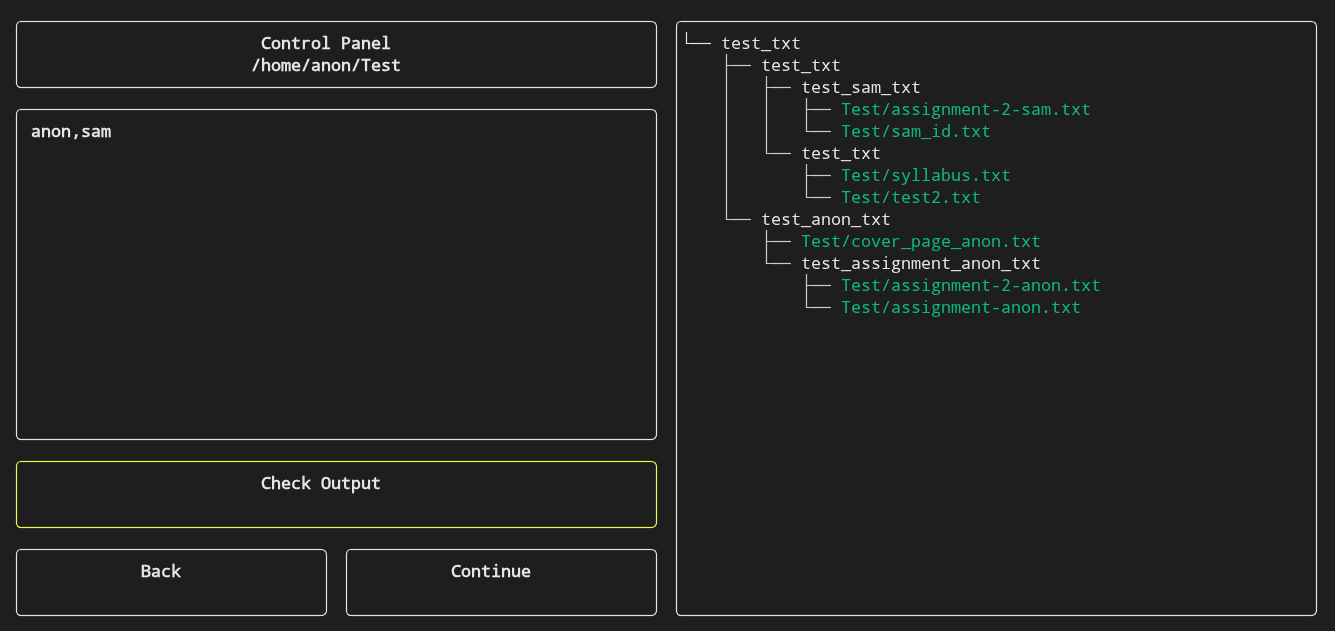 Control Panel
/home/anon/Test
anon,sam
Check Output
Back
Continue
test_txt
test_txt
test_sam_txt
Test/assignment-2-sam.txt
Test/sam_id.txt
test_txt
Test/syllabus.txt
Test/test2.txt
test_anon_txt
Test/cover_page_anon.txt
test_assignment_anon_txt
Test/assignment-2-anon.txt
Test/assignment-anon.txt